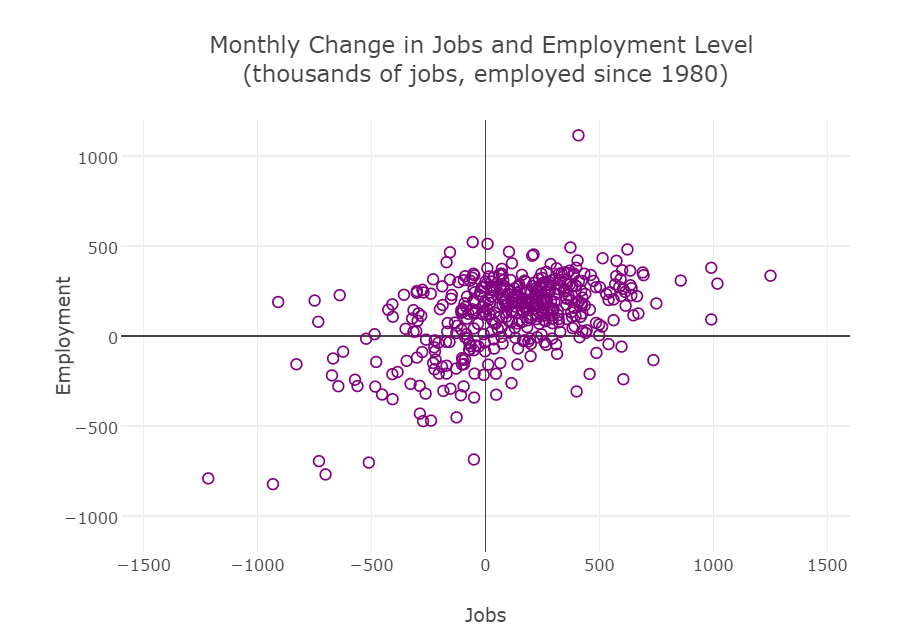 Monthly Change in Jobs and Employment Level
(thousands of jobs, employed since 1980)
1000
500
0
−500
−1000
Employment
−1500 −1000 −500 0 500 1000 1500
Jobs